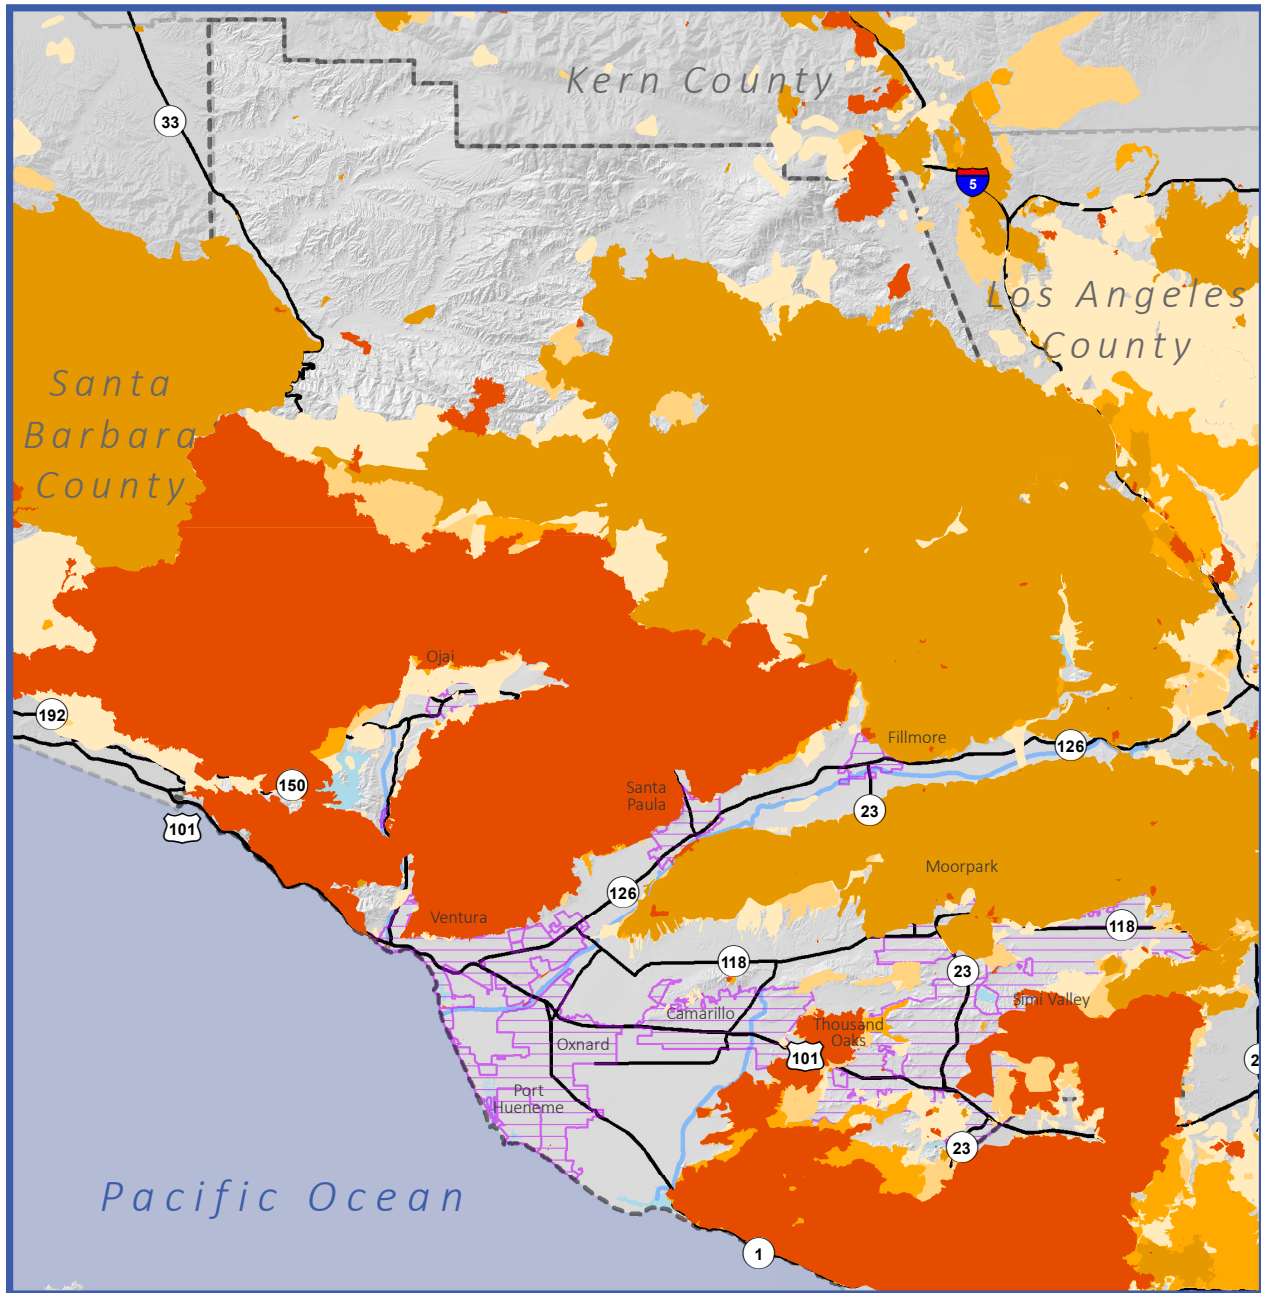 Kern County
33
5
Los Angeles
County
Santa
Barbara
County
Ojai
192
Fillmore
126
150
Santa
Paula
23
101
Moorpark
126
Ventura
118
118
23
Simi Valley
Camarillo
Thousand
Oaks
Oxnard
101
2
Port
Hueneme
23
Pacific Ocean
1